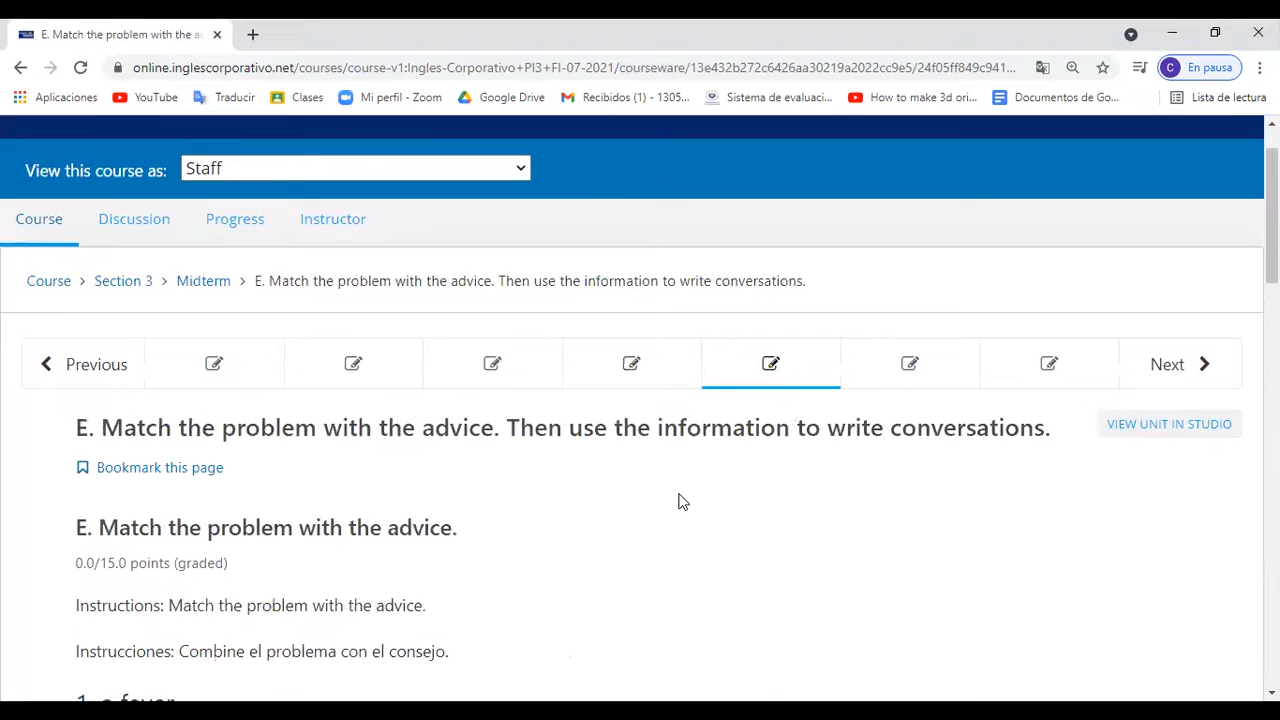 E. Match the problem with the a
online.inglescorporativo.net/courses/course-v1:Ingles-Corporativo+PI3+FI-07-2021/courseware/13e432b272c6426aa30219a2022cc9e5/24f05ff849c941...
C En pausa
Aplicaciones YouTube Traducir Clases Mi perfil - Zoom Google Drive Recibidos (1) - 1305... Sistema de evaluaci... How to make 3d ori... Documentos de Go... Lista de lectura
View this course as: Staff
Course Discussion Progress Instructor
Course > Section 3 > Midterm > E. Match the problem with the advice. Then use the information to write conversations.
Previous Next
E. Match the problem with the advice. Then use the information to write conversations.
VIEW UNIT IN STUDIO
Bookmark this page
E. Match the problem with the advice.
0.0/15.0 points (graded)
Instructions: Match the problem with the advice.
Instrucciones: Combine el problema con el consejo.
1. a fever